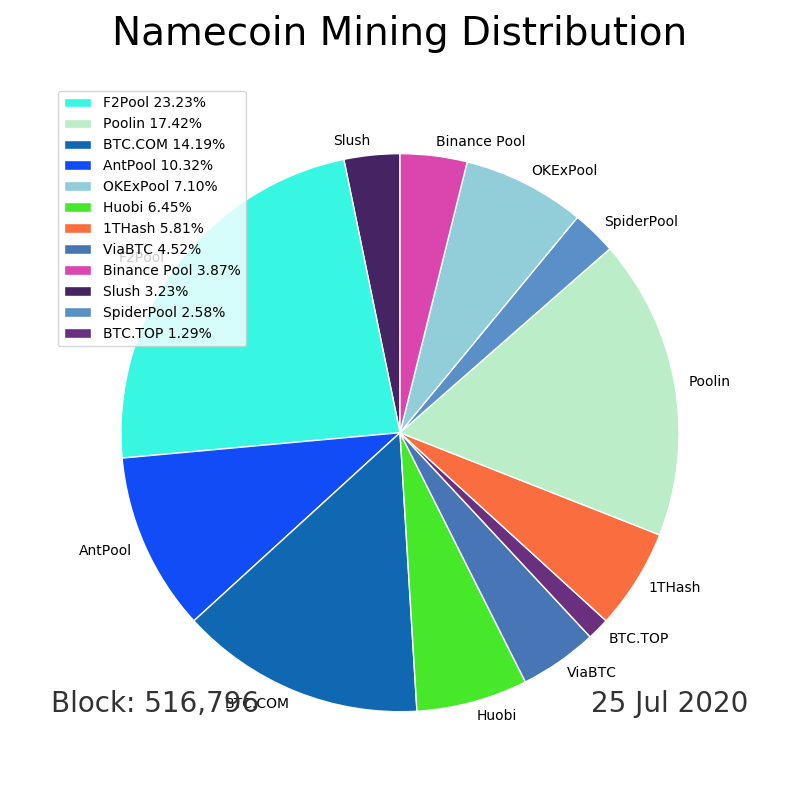 Namecoin Mining Distribution
F2Pool 23.23%
Poolin 17.42%
BTC.COM 14.19%
AntPool 10.32%
OKExPool 7.10%
Huobi 6.45%
1THash 5.81%
ViaBTC 4.52%
Binance Pool 3.87%
Slush 3.23%
SpiderPool 2.58%
BTC.TOP 1.29%
Slush
Binance Pool
OKExPool
SpiderPool
F2Pool
Poolin
AntPool
1THash
BTC.TOP
ViaBTC
BTC.COM
Huobi
Block: 516,796
25 Jul 2020